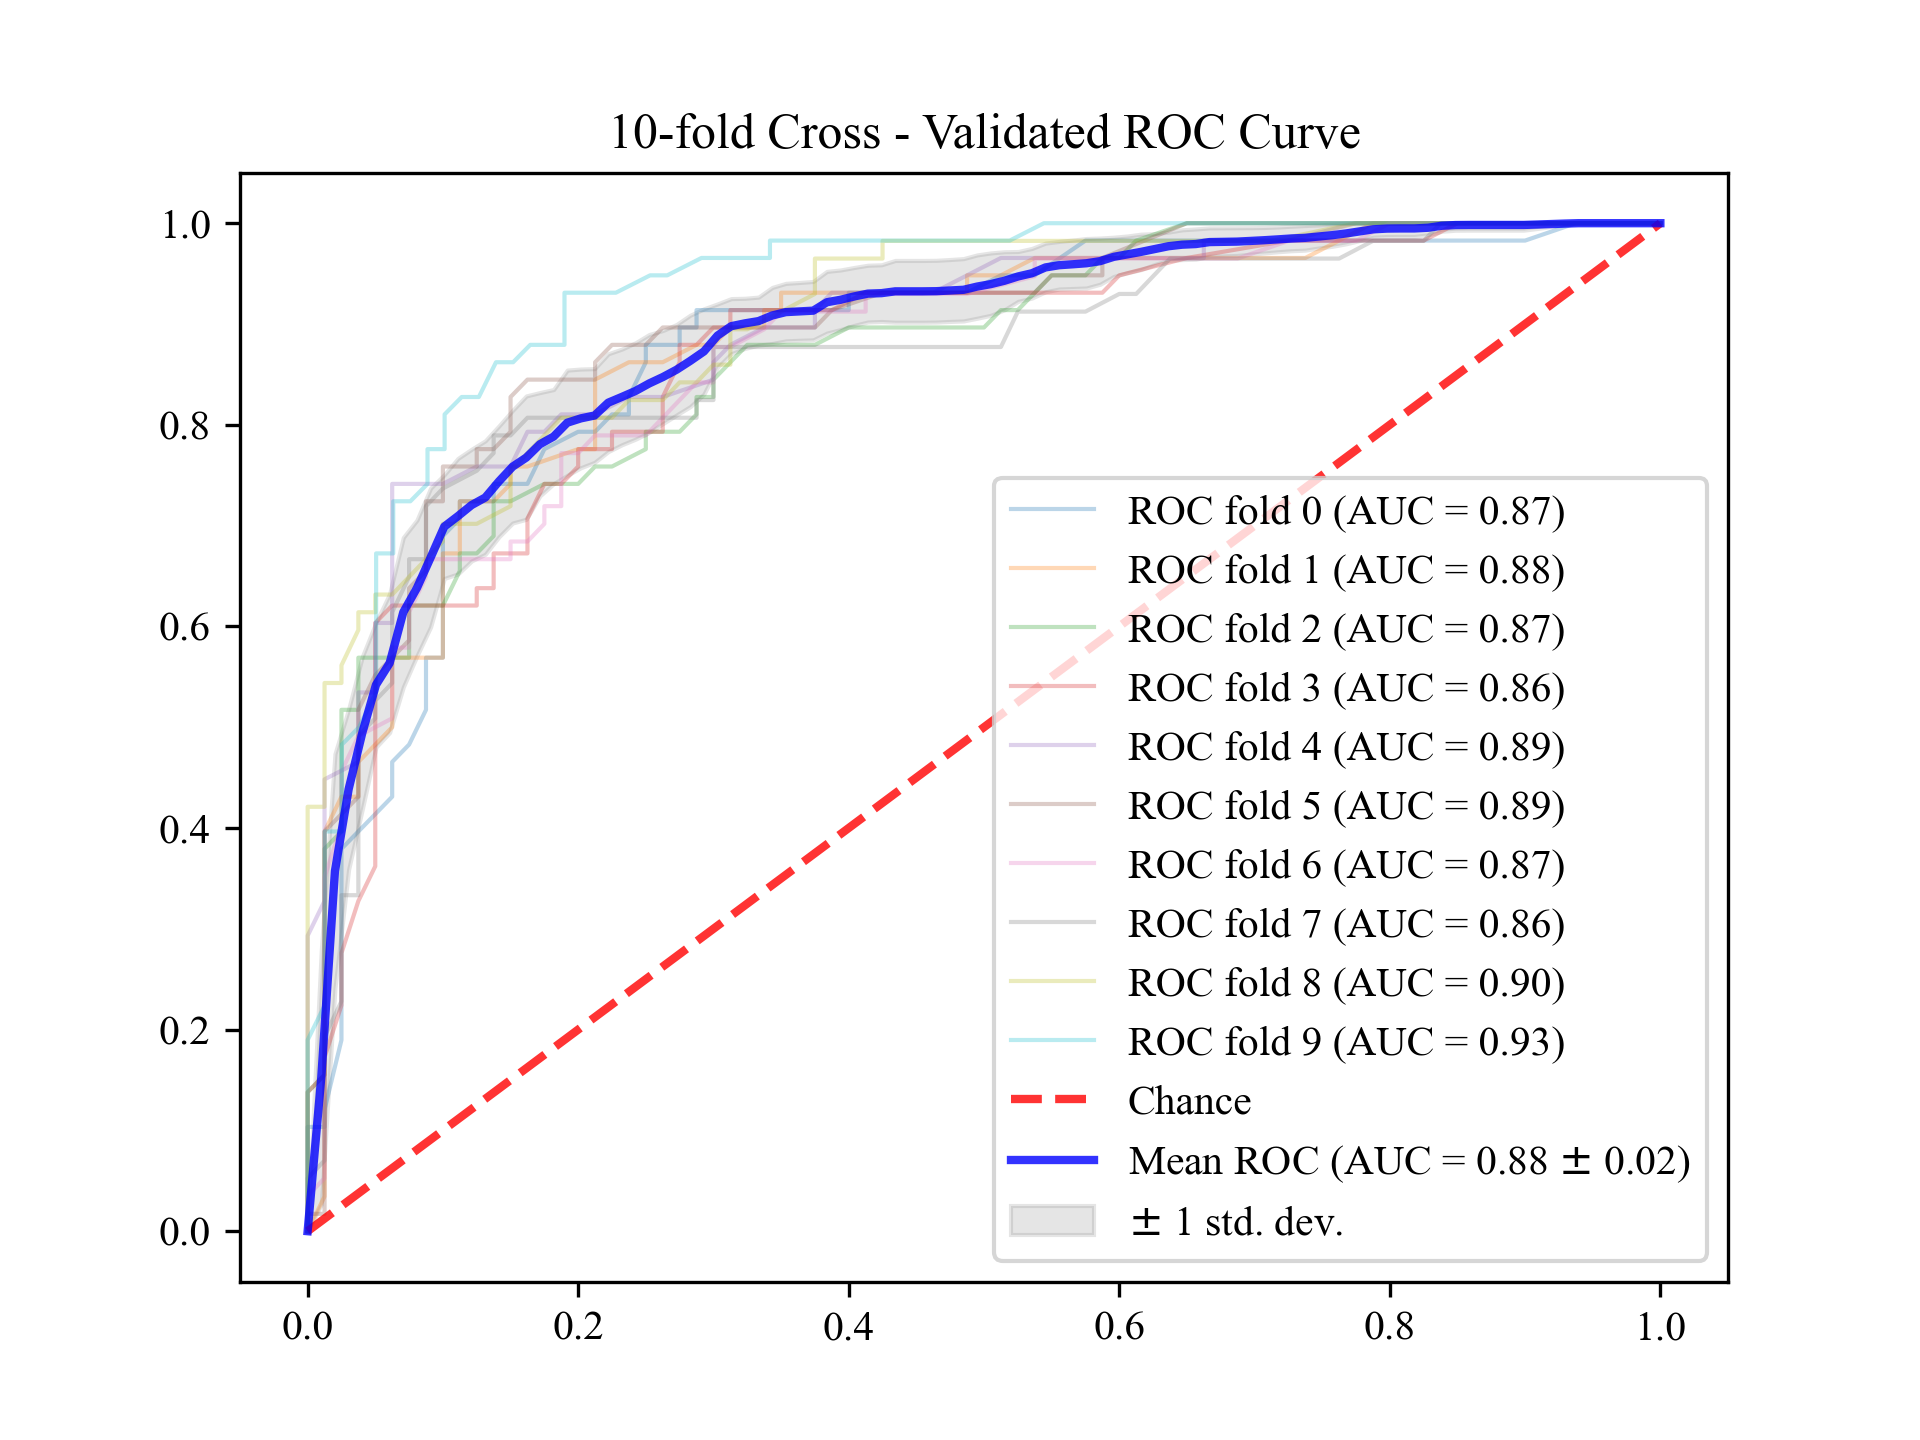 10-fold Cross - Validated ROC Curve
1.0
0.8
0.6
0.4
0.2
0.0
0.0 0.2 0.4 0.6 0.8 1.0
ROC fold 0 (AUC = 0.87)
ROC fold 1 (AUC = 0.88)
ROC fold 2 (AUC = 0.87)
ROC fold 3 (AUC = 0.86)
ROC fold 4 (AUC = 0.89)
ROC fold 5 (AUC = 0.89)
ROC fold 6 (AUC = 0.87)
ROC fold 7 (AUC = 0.86)
ROC fold 8 (AUC = 0.90)
ROC fold 9 (AUC = 0.93)
Chance
Mean ROC (AUC = 0.88 ± 0.02)
± 1 std. dev.